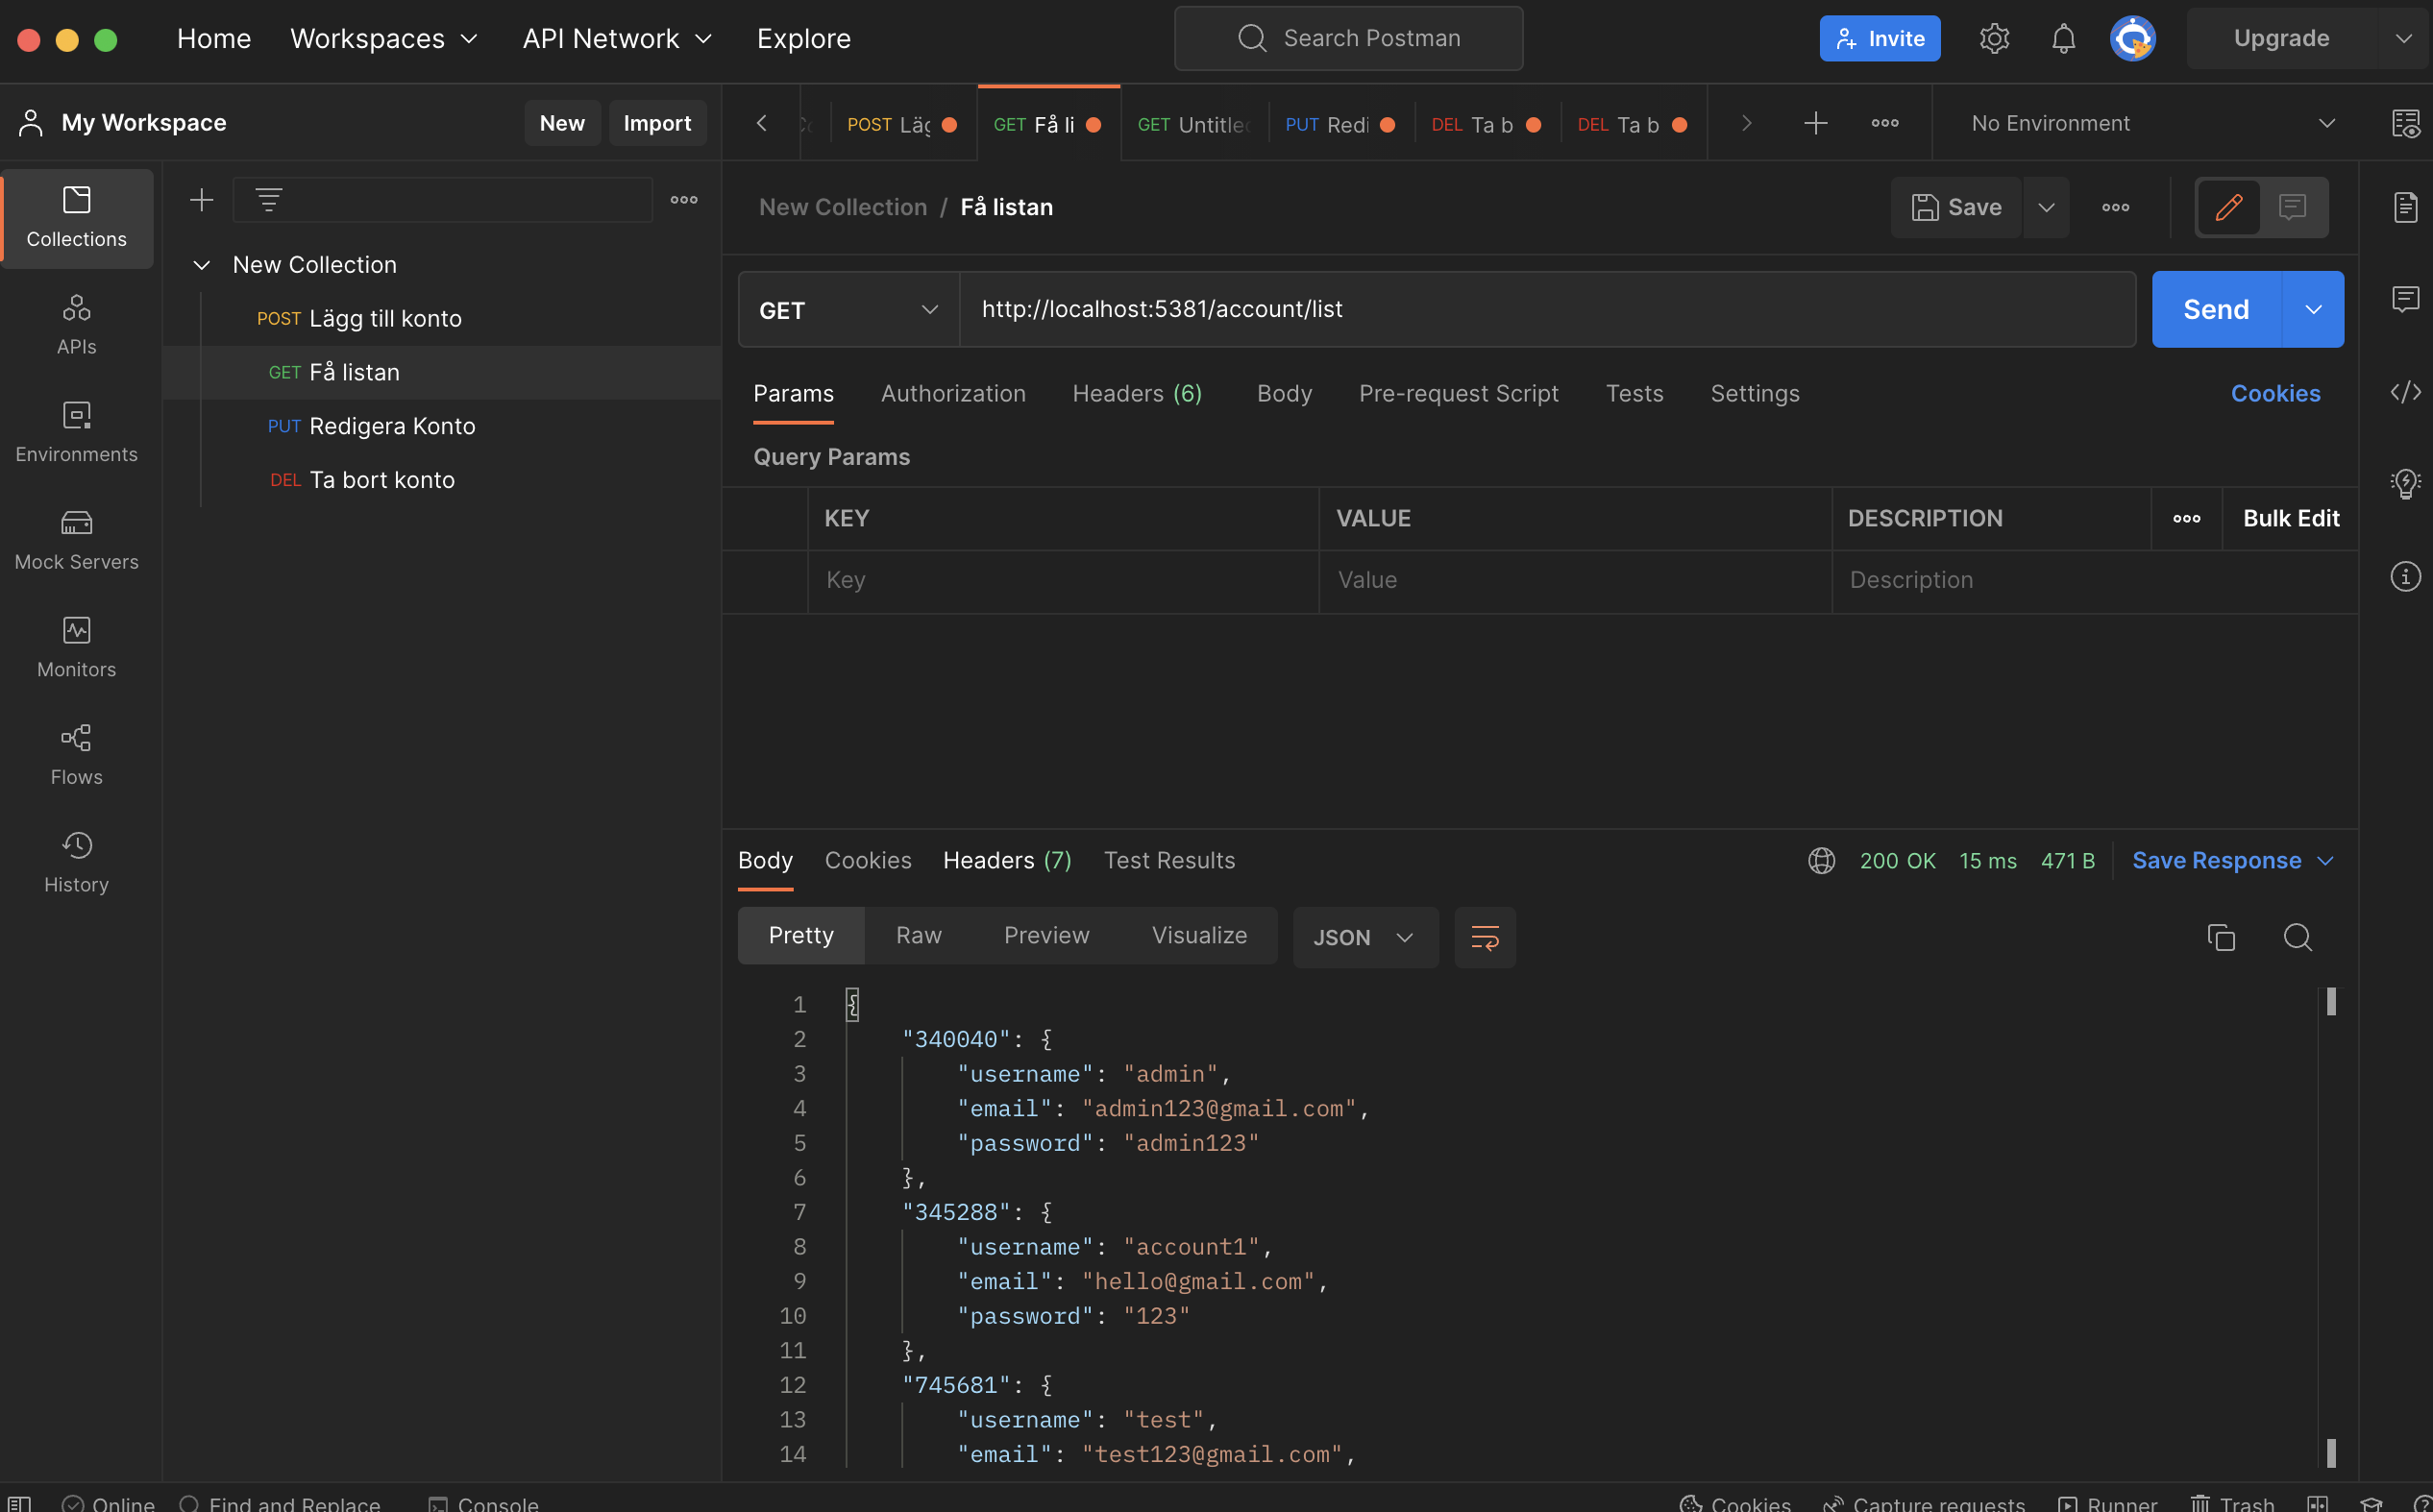 Home Workspaces API Network Explore Search Postman Invite Upgrade
My Workspace New Import POST Läg GET Få li GET Untitle PUT Redi DEL Ta b DEL Ta b No Environment
Collections
APIs
Environments
Mock Servers
Monitors
Flows
History
New Collection
POST Lägg till konto
GET Få listan
PUT Redigera Konto
DEL Ta bort konto
New Collection / Få listan Save
GET http://localhost:5381/account/list Send
Params Authorization Headers (6) Body Pre-request Script Tests Settings Cookies
Query Params
KEY VALUE DESCRIPTION Bulk Edit
Key Value Description
Body Cookies Headers (7) Test Results 200 OK 15 ms 471 B Save Response
Pretty Raw Preview Visualize JSON
1 {
2 "340040": {
3 "username": "admin",
4 "email": "admin123@gmail.com",
5 "password": "admin123"
6 },
7 "345288": {
8 "username": "account1",
9 "email": "hello@gmail.com",
10 "password": "123"
11 },
12 "745681": {
13 "username": "test",
14 "email": "test123@gmail.com",
Online Find and Replace Console Cookies Capture requests Runner Trash